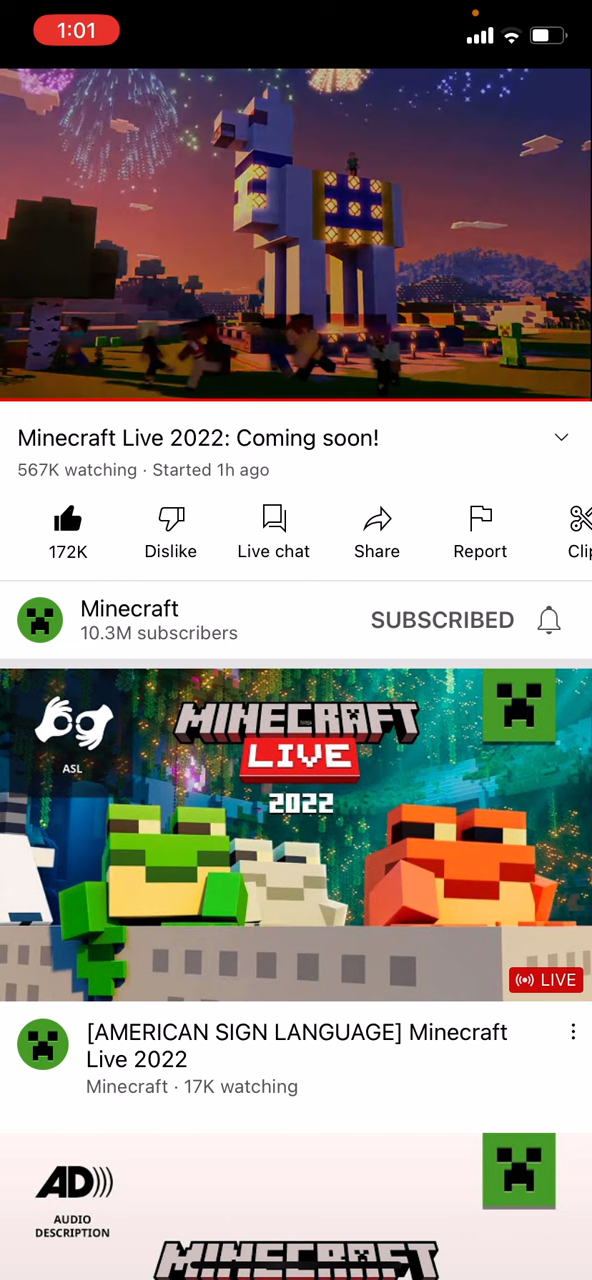 1:01
Minecraft Live 2022: Coming soon!
567K watching · Started 1h ago
172K
Dislike
Live chat
Share
Report
Clip
Minecraft
10.3M subscribers
SUBSCRIBED
ASL
MINECRAFT
LIVE
2022
LIVE
[AMERICAN SIGN LANGUAGE] Minecraft
Live 2022
Minecraft · 17K watching
AD
AUDIO
DESCRIPTION
MINECRAFT